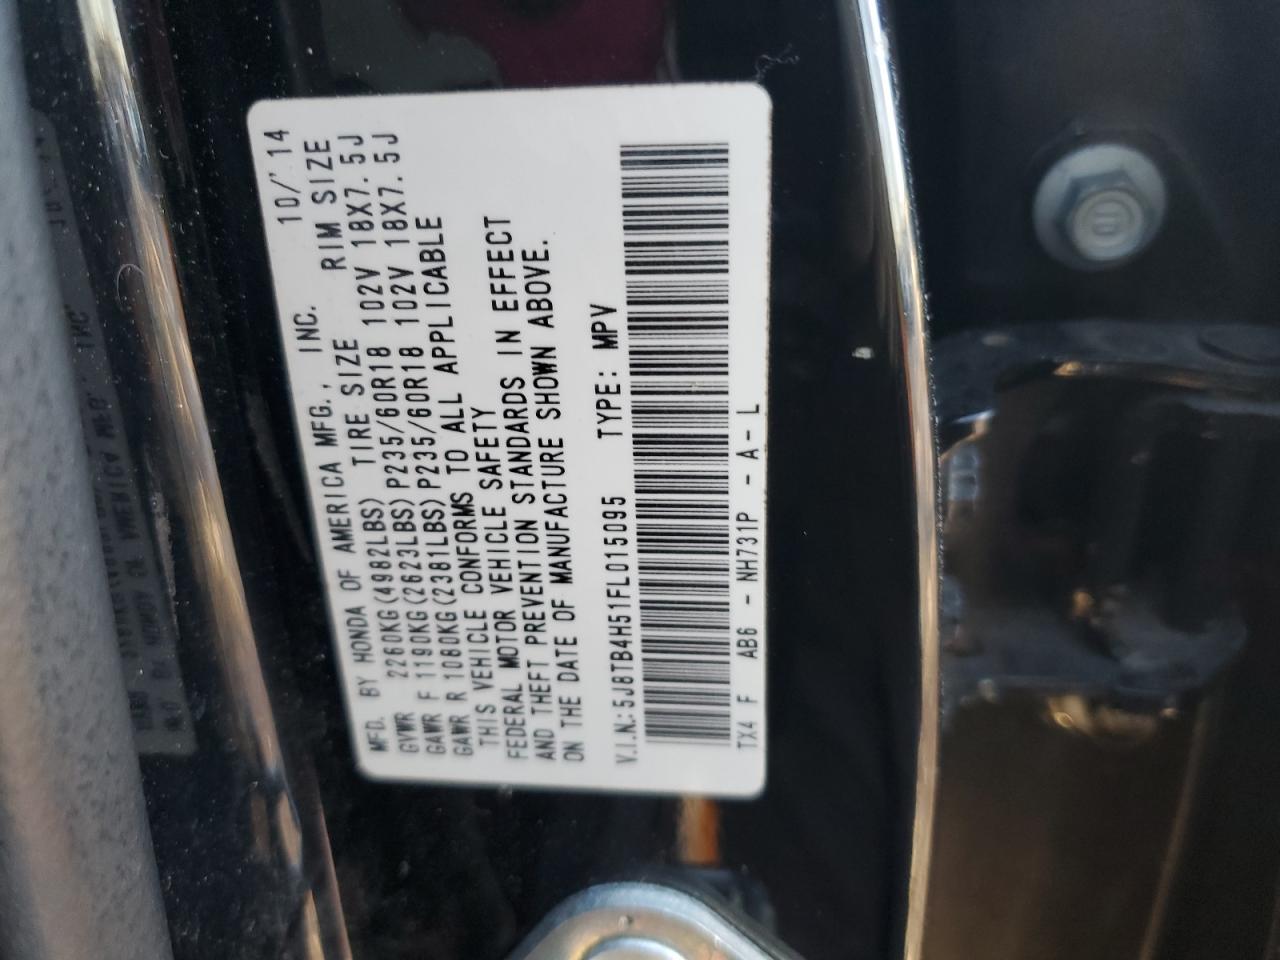 MFD. BY HONDA OF AMERICA MFG., INC. 10/'14
GVWR 2260KG(4982LBS) TIRE SIZE RIM SIZE
GAWR F 1190KG(2623LBS) P235/60R18 102V 18X7.5J
GAWR R 1080KG(2381LBS) P235/60R18 102V 18X7.5J
THIS VEHICLE CONFORMS TO ALL APPLICABLE
FEDERAL MOTOR VEHICLE SAFETY
AND THEFT PREVENTION STANDARDS IN EFFECT
ON THE DATE OF MANUFACTURE SHOWN ABOVE.
V.I.N.:5J8TB4H51FL015095 TYPE: MPV
TX4 F AB6 - NH731P - A - L